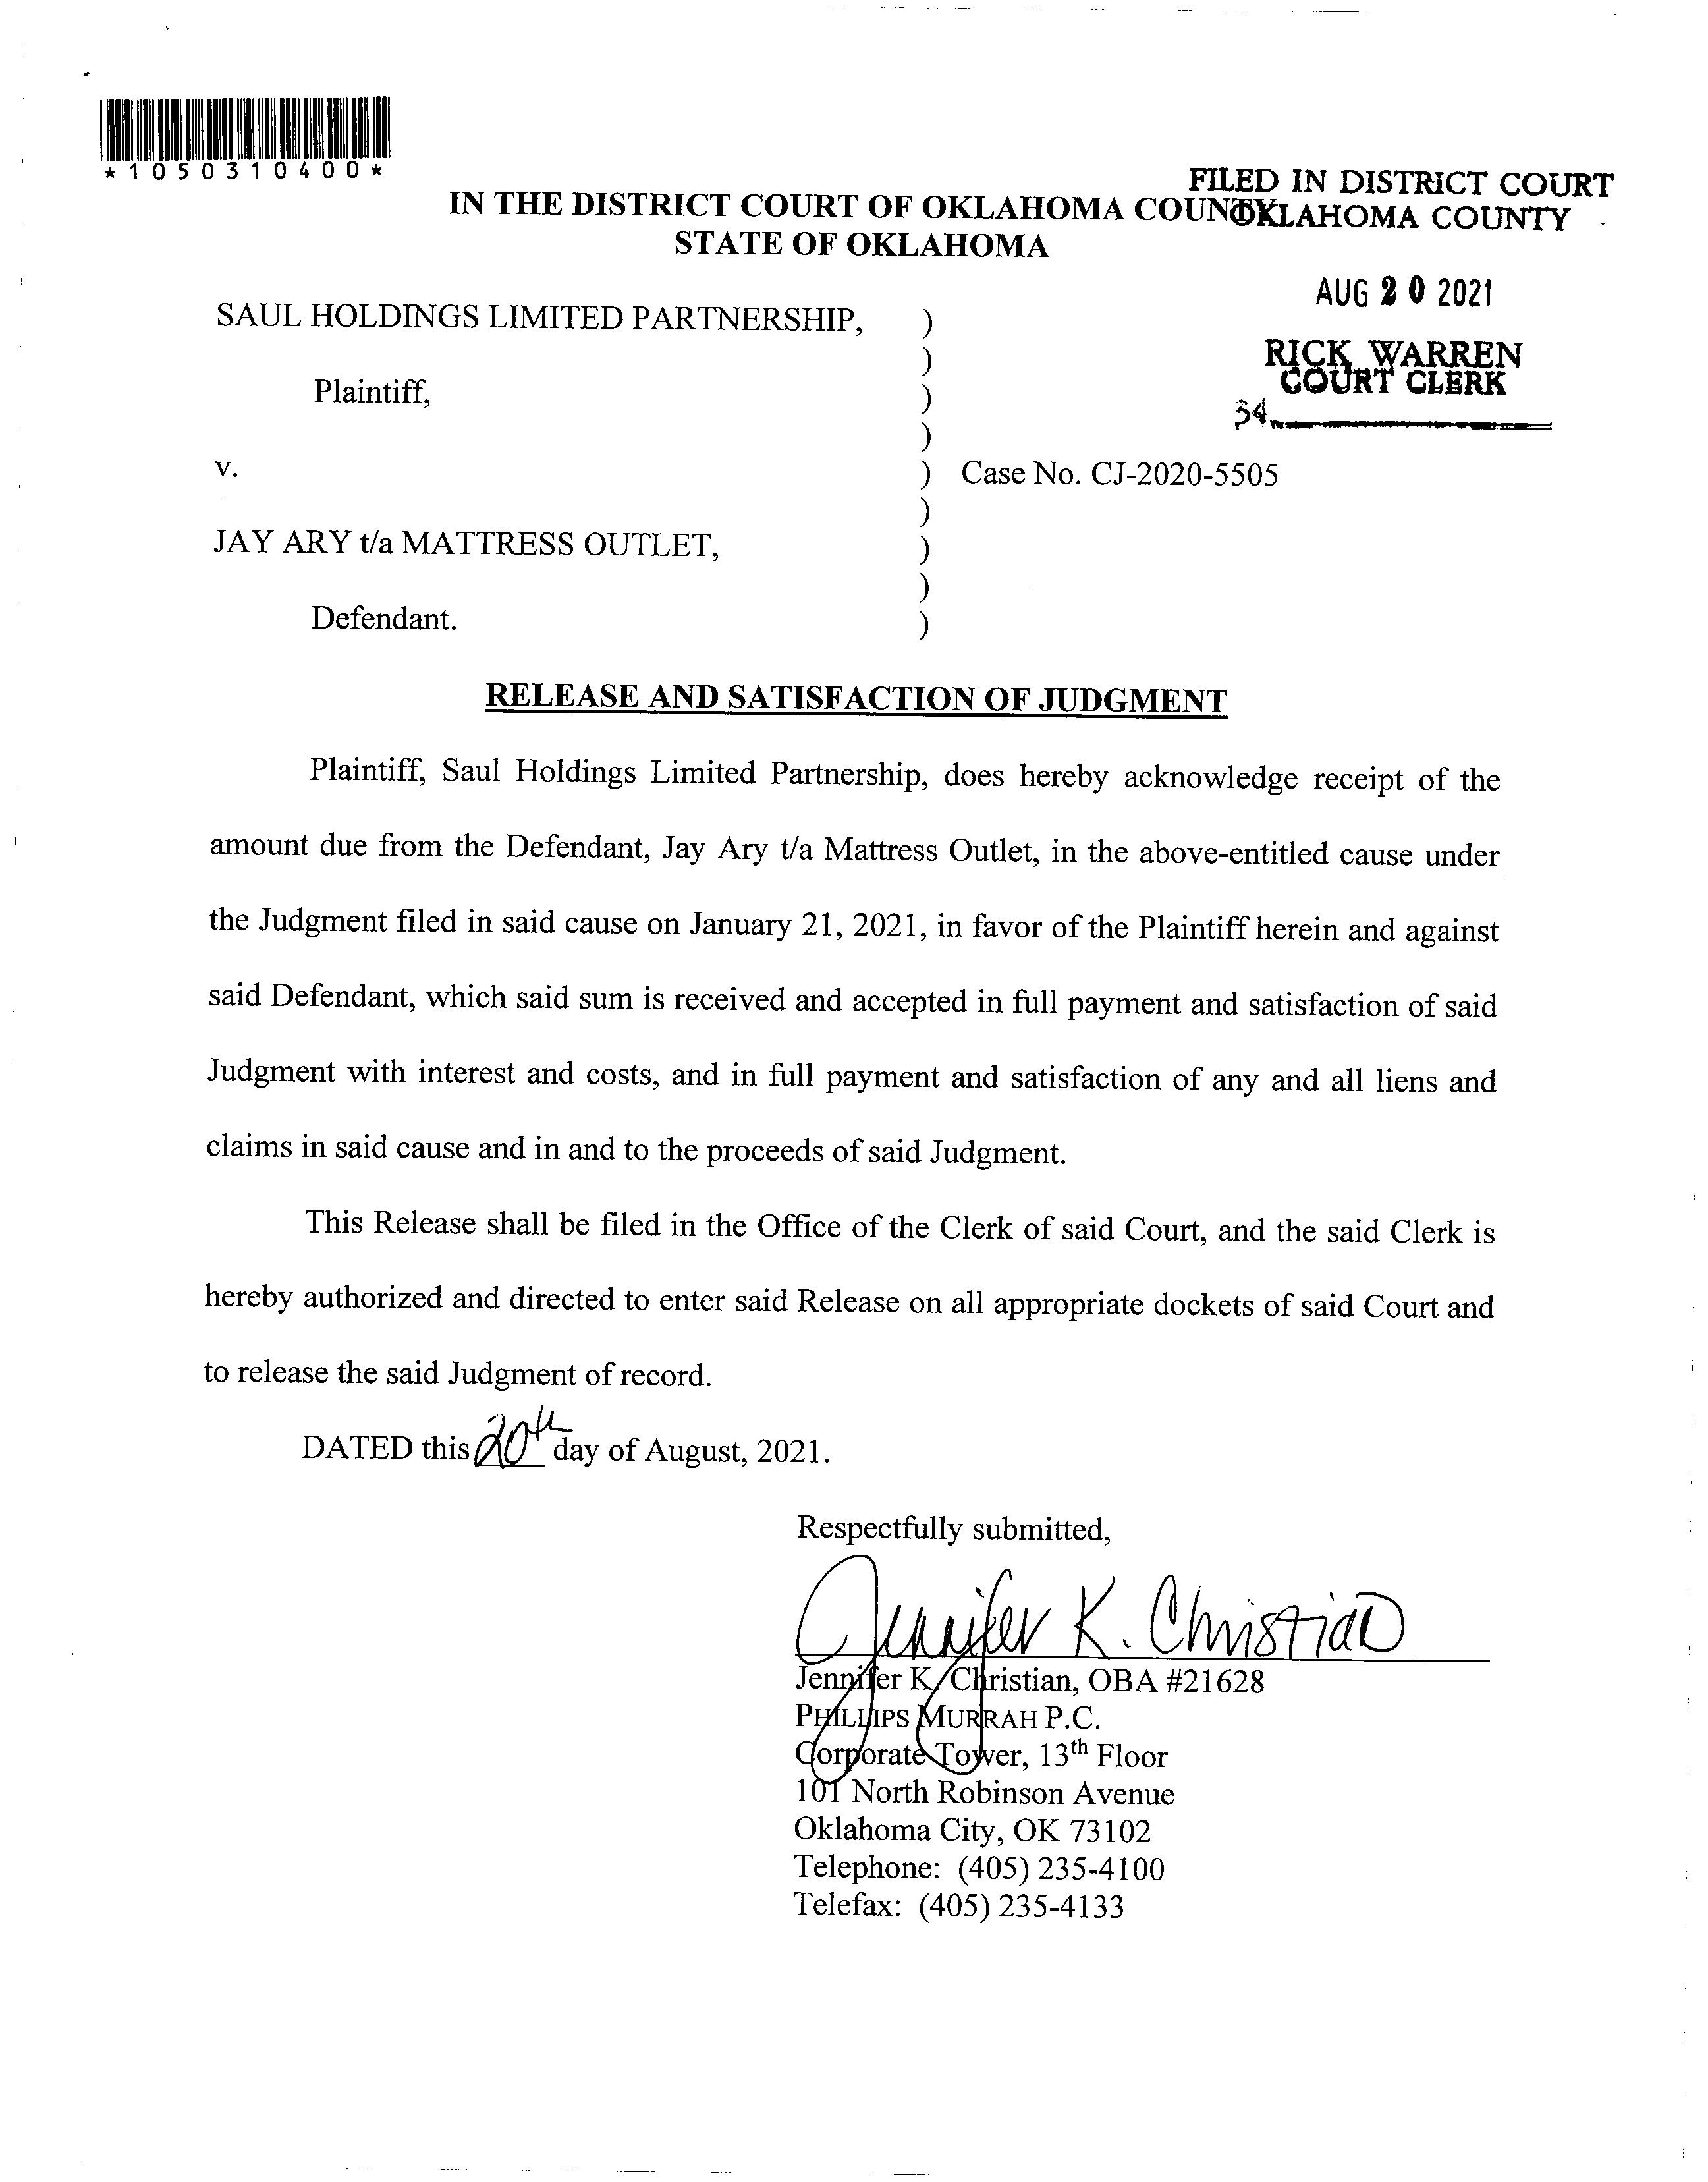 *1050310400*
FILED IN DISTRICT COURT
OKLAHOMA COUNTY
IN THE DISTRICT COURT OF OKLAHOMA COUNTY
STATE OF OKLAHOMA
AUG 20 2021
RICK WARREN
COURT CLERK
34
SAUL HOLDINGS LIMITED PARTNERSHIP, )
)
Plaintiff, )
)
v. ) Case No. CJ-2020-5505
)
JAY ARY t/a MATTRESS OUTLET, )
)
Defendant. )
RELEASE AND SATISFACTION OF JUDGMENT
Plaintiff, Saul Holdings Limited Partnership, does hereby acknowledge receipt of the
amount due from the Defendant, Jay Ary t/a Mattress Outlet, in the above-entitled cause under
the Judgment filed in said cause on January 21, 2021, in favor of the Plaintiff herein and against
said Defendant, which said sum is received and accepted in full payment and satisfaction of said
Judgment with interest and costs, and in full payment and satisfaction of any and all liens and
claims in said cause and in and to the proceeds of said Judgment.
This Release shall be filed in the Office of the Clerk of said Court, and the said Clerk is
hereby authorized and directed to enter said Release on all appropriate dockets of said Court and
to release the said Judgment of record.
DATED this 20th day of August, 2021.
Respectfully submitted,
Jennifer K. Christian
Jennifer K. Christian, OBA #21628
PHILLIPS MURRAH P.C.
Corporate Tower, 13th Floor
101 North Robinson Avenue
Oklahoma City, OK 73102
Telephone: (405) 235-4100
Telefax: (405) 235-4133